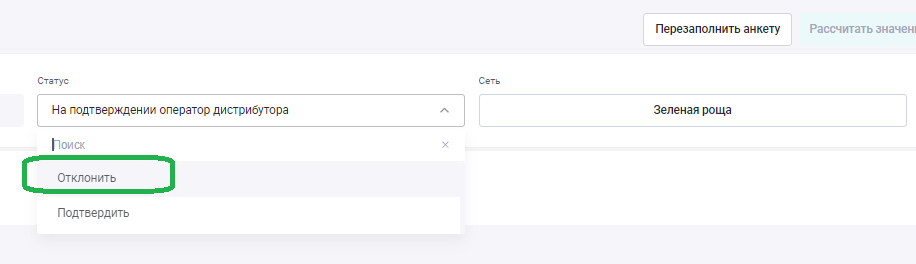 Перезаполнить анкету
Рассчитать значен
Статус
Сеть
На подтверждении оператор дистрибутора
Зеленая роща
Поиск
Отклонить
Подтвердить